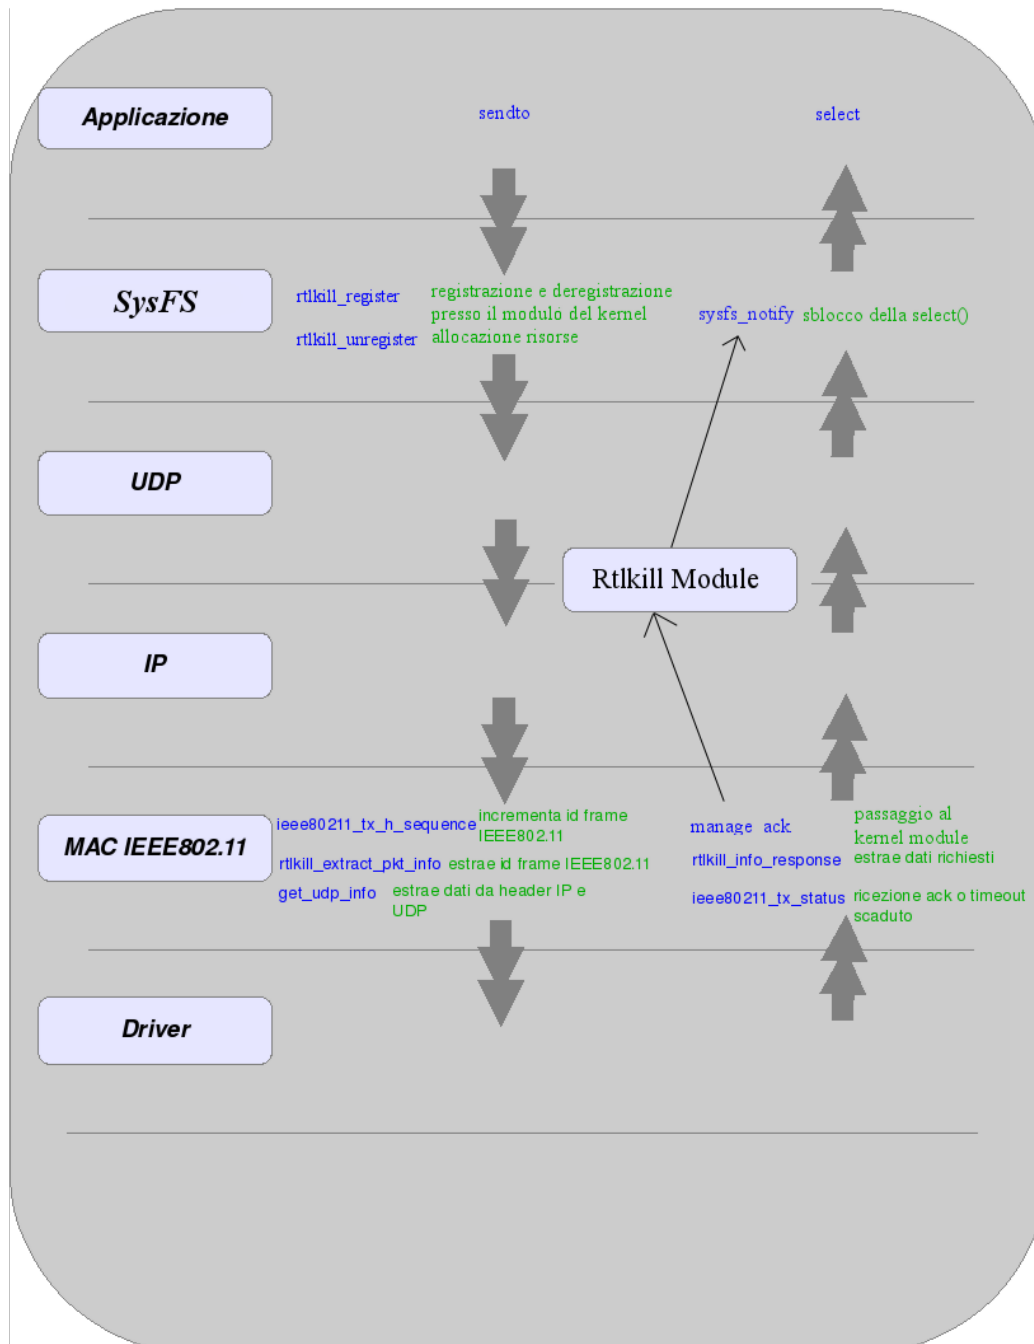 Applicazione
sendto
select
SysFS
rtlkill_register
registrazione e deregistrazione
presso il modulo del kernel
rtlkill_unregister
allocazione risorse
sysfs_notify
sblocco della select()
UDP
Rtlkill Module
IP
MAC IEEE802.11
ieee80211_tx_h_sequence
incrementa id frame
IEEE802.11
rtlkill_extract_pkt_info
estrae id frame IEEE802.11
get_udp_info
estrae dati da header IP e
UDP
manage_ack
passaggio al
kernel module
rtlkill_info_response
estrae dati richiesti
ieee80211_tx_status
ricezione ack o timeout
scaduto
Driver